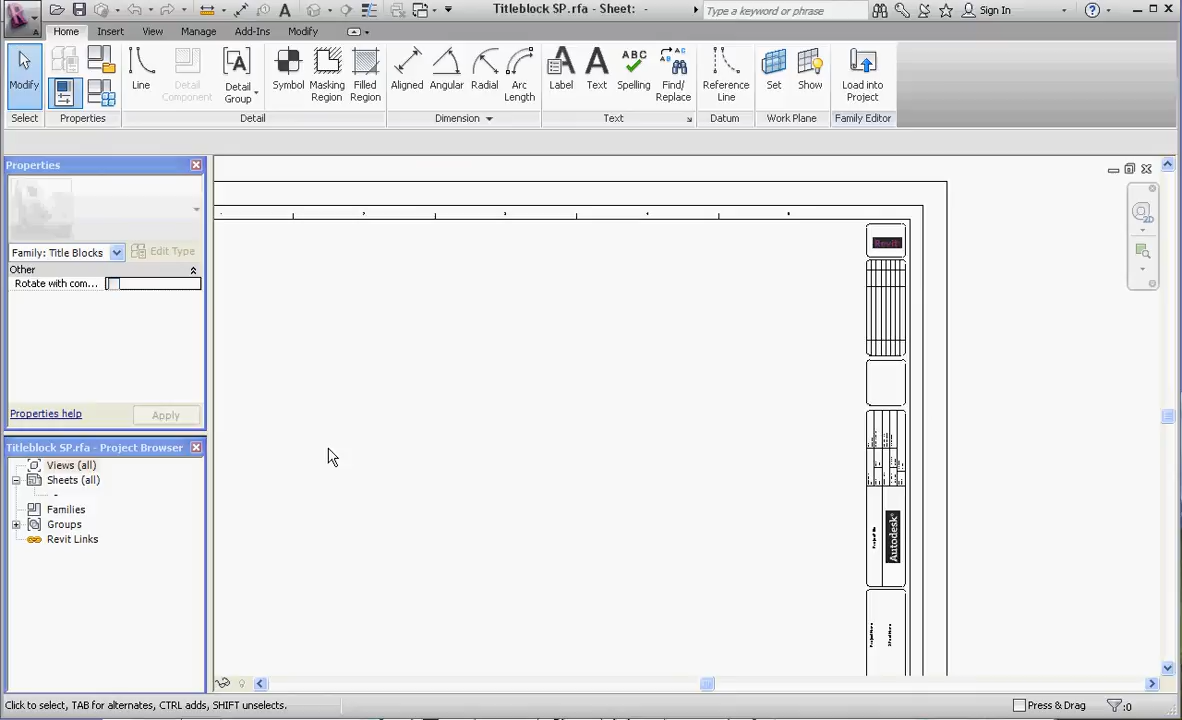 Titleblock SP.rfa - Sheet: -
Type a keyword or phrase
Sign In
Home
Insert
View
Manage
Add-Ins
Modify
Modify
Line
Detail
Component
Detail
Group
Symbol
Masking
Region
Filled
Region
Aligned
Angular
Radial
Arc
Length
Label
ABC
Text
Spelling
Find/
Replace
Reference
Line
Set
Show
Load into
Project
Select
Properties
Detail
Dimension
Text
Datum
Work Plane
Family Editor
Properties
Family: Title Blocks
Edit Type
Other
Rotate with com...
Properties help
Apply
Titleblock SP.rfa - Project Browser
Views (all)
Sheets (all)
-
Families
Groups
Revit Links
Revit
Autodesk
2D
Click to select, TAB for alternates, CTRL adds, SHIFT unselects.
Press & Drag
:0